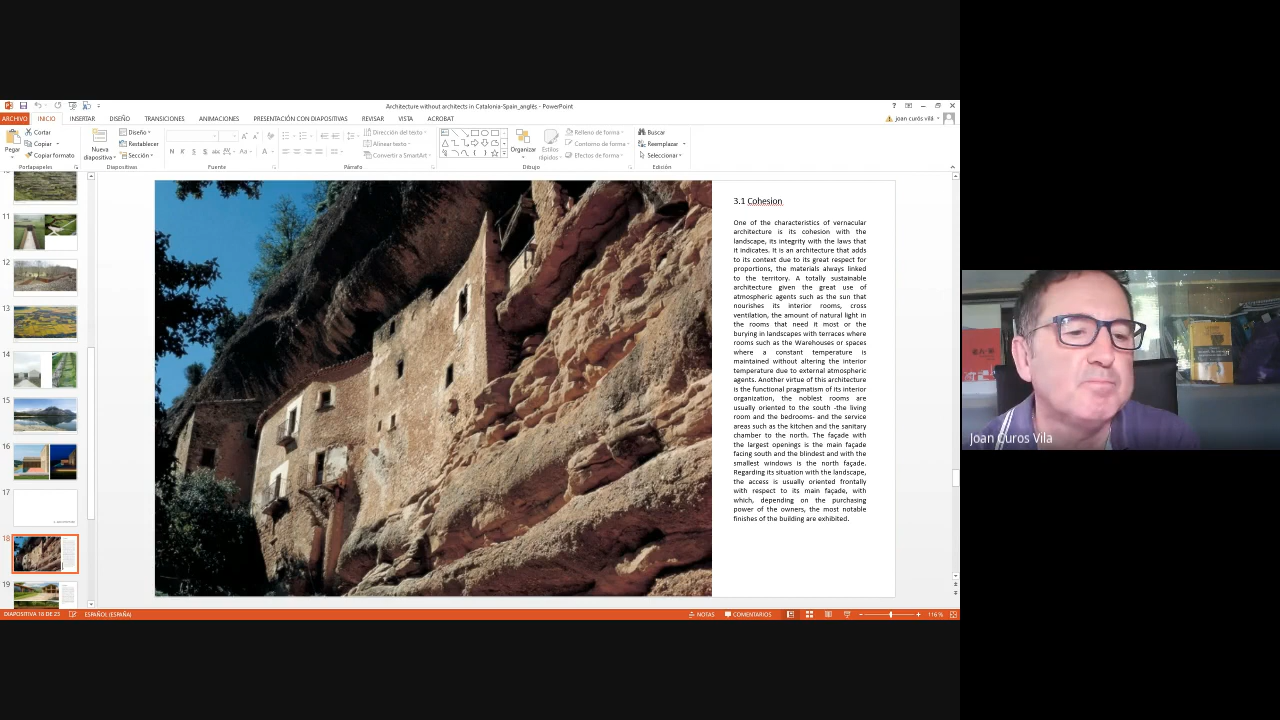 Architecture without architects in Catalonia-Spain_anglès - PowerPoint
ARCHIVO INICIO INSERTAR DISEÑO TRANSICIONES ANIMACIONES PRESENTACIÓN CON DIAPOSITIVAS REVISAR VISTA ACROBAT joan curós vilà
Pegar
Cortar
Copiar
Copiar formato
Portapapeles
Nueva
diapositiva
Diseño
Restablecer
Sección
Diapositivas
N K S S abc AV Aa A
Fuente
Dirección del texto
Alinear texto
Convertir a SmartArt
Párrafo
Organizar
Estilos
rápidos
Relleno de forma
Contorno de forma
Efectos de forma
Dibujo
Buscar
Reemplazar
Seleccionar
Edición
11
12
13
14
15
16
17
18
19
3.1 Cohesion
One of the characteristics of vernacular
architecture is its cohesion with the
landscape, its integrity with the laws that
it indicates. It is an architecture that adds
to its context due to its great respect for
proportions, the materials always linked
to the territory. A totally sustainable
architecture given the great use of
atmospheric agents such as the sun that
nourishes its interior rooms, cross
ventilation, the amount of natural light in
the rooms that need it most or the
burying in landscapes with terraces where
rooms such as the Warehouses or spaces
where a constant temperature is
maintained without altering the interior
temperature due to external atmospheric
agents. Another virtue of this architecture
is the functional pragmatism of its interior
organization, the noblest rooms are
usually oriented to the south -the living
room and the bedrooms- and the service
areas such as the kitchen and the sanitary
chamber to the north. The façade with
the largest openings is the main façade
facing south and the blindest and with the
smallest windows is the north façade.
Regarding its situation with the landscape,
the access is usually oriented frontally
with respect to its main façade, with
which, depending on the purchasing
power of the owners, the most notable
finishes of the building are exhibited.
DIAPOSITIVA 18 DE 23 ESPAÑOL (ESPAÑA) NOTAS COMENTARIOS 116 %
Joan Curos Vila